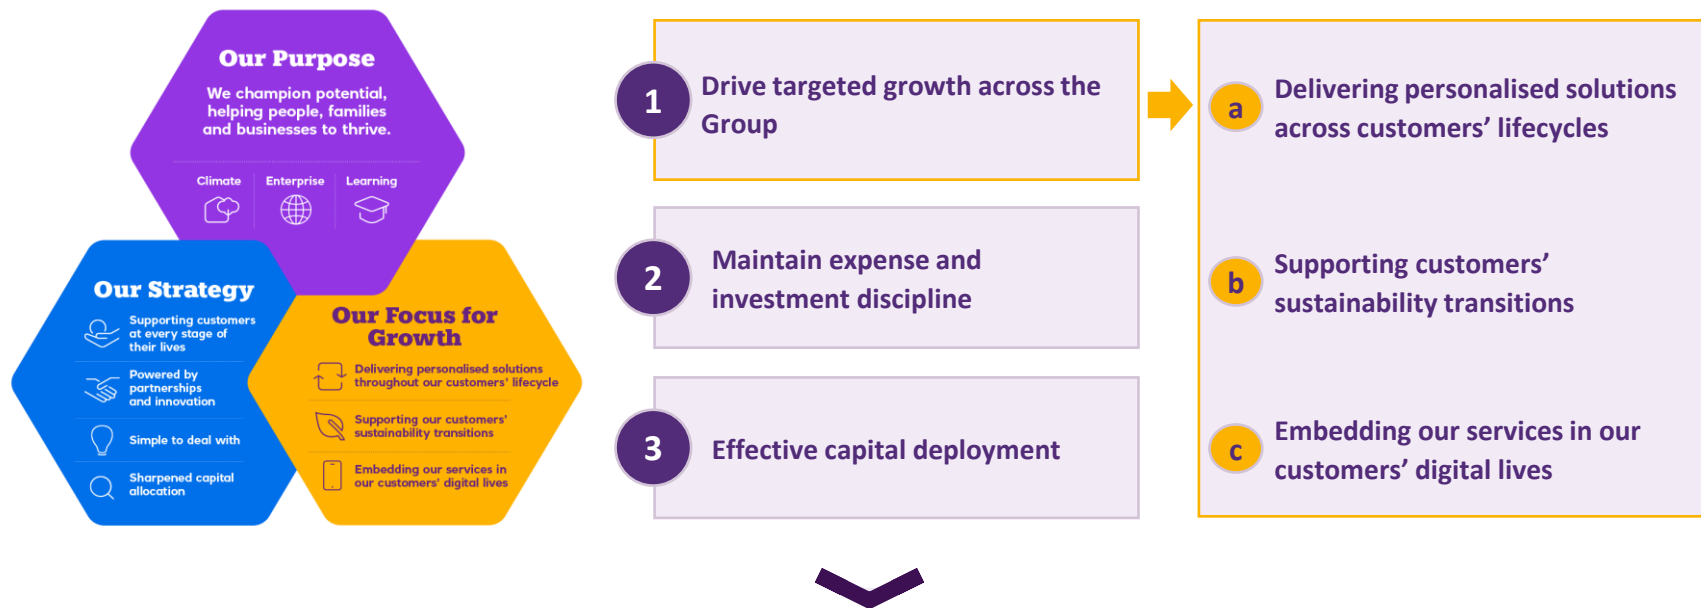 Our Purpose
We champion potential,
helping people, families
and businesses to thrive.
Climate
Enterprise
Learning
Our Strategy
Supporting customers
at every stage of
their lives
Powered by
partnerships
and innovation
Simple to deal with
Sharpened capital
allocation
Our Focus for
Growth
Delivering personalised solutions
throughout our customers' lifecycle
Supporting our customers'
sustainability transitions
Embedding our services in
our customers' digital lives
1
Drive targeted growth across the
Group
2
Maintain expense and
investment discipline
3
Effective capital deployment
a
Delivering personalised solutions
across customers' lifecycles
b
Supporting customers'
sustainability transitions
c
Embedding our services in our
customers' digital lives